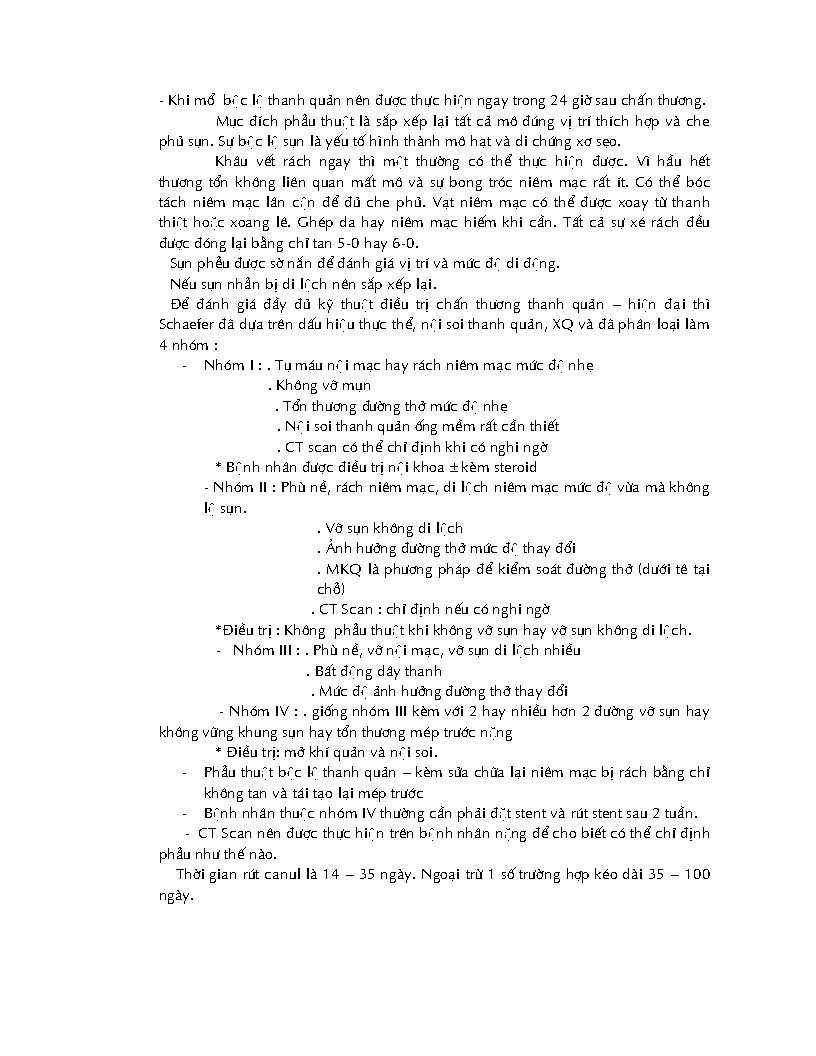 - Khi mổ bộc lộ thanh quản nên được thực hiện ngay trong 24 giờ sau chấn thương.
Mục đích phẫu thuật là sắp xếp lại tất cả mô đúng vị trí thích hợp và che
phủ sụn. Sự bộc lộ sụn là yếu tố hình thành mô hạt và di chứng xơ sẹo.
Khâu vết rách ngay thì một thường có thể thực hiện được. Vì hầu hết
thương tổn không liên quan mất mô và sự bong tróc niêm mạc rất ít. Có thể bóc
tách niêm mạc lân cận để đủ che phủ. Vạt niêm mạc có thể được xoay từ thanh
thiệt hoặc xoang lê. Ghép da hay niêm mạc hiếm khi cần. Tất cả sự xé rách đều
được đóng lại bằng chỉ tan 5-0 hay 6-0.
Sụn phễu được sờ nắn để đánh giá vị trí và mức độ di động.
Nếu sụn nhẫn bị di lệch nên sắp xếp lại.
Để đánh giá đầy đủ kỹ thuật điều trị chấn thương thanh quản – hiện đại thì
Schaefer đã dựa trên dấu hiệu thực thể, nội soi thanh quản, XQ và đã phân loại làm
4 nhóm :
- Nhóm I : . Tụ máu nội mạc hay rách niêm mạc mức độ nhẹ
. Không vỡ mụn
. Tổn thương đường thở mức độ nhẹ
. Nội soi thanh quản ống mềm rất cần thiết
. CT scan có thể chỉ định khi có nghi ngờ
* Bệnh nhân được điều trị nội khoa ± kèm steroid
- Nhóm II : Phù nề, rách niêm mạc, di lệch niêm mạc mức độ vừa mà không
lộ sụn.
. Vỡ sụn không di lệch
. Ảnh hưởng đường thở mức độ thay đổi
. MKQ là phương pháp để kiểm soát đường thở (dưới tê tại
chỗ)
. CT Scan : chỉ định nếu có nghi ngờ
*Điều trị : Không phẫu thuật khi không vỡ sụn hay vỡ sụn không di lệch.
- Nhóm III : . Phù nề, vỡ nội mạc, vỡ sụn di lệch nhiều
. Bất động dây thanh
. Mức độ ảnh hưởng đường thở thay đổi
- Nhóm IV : . giống nhóm III kèm với 2 hay nhiều hơn 2 đường vỡ sụn hay
không vững khung sụn hay tổn thương mép trước nặng
* Điều trị: mở khí quản và nội soi.
- Phẫu thuật bộc lộ thanh quản – kèm sửa chữa lại niêm mạc bị rách bằng chỉ
không tan và tái tạo lại mép trước
- Bệnh nhân thuộc nhóm IV thường cần phải đặt stent và rút stent sau 2 tuần.
- CT Scan nên được thực hiện trên bệnh nhân nặng để cho biết có thể chỉ định
phẫu như thế nào.
Thời gian rút canul là 14 – 35 ngày. Ngoại trừ 1 số trường hợp kéo dài 35 – 100
ngày.